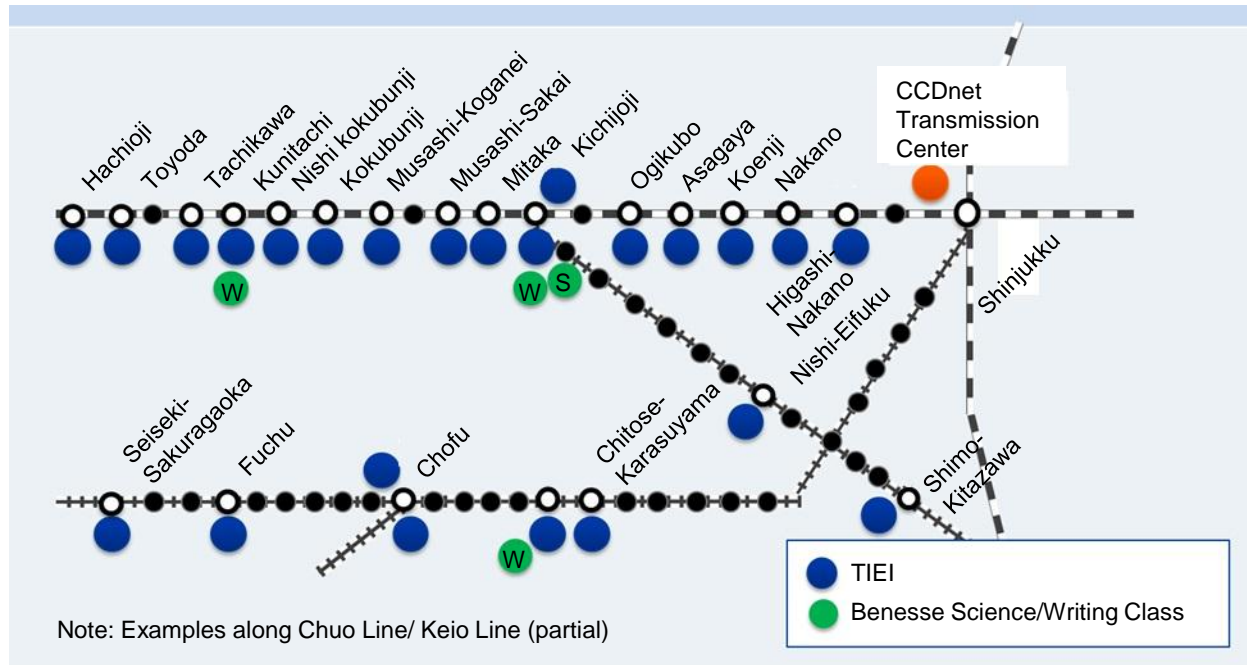 Hachioji
Toyoda
Tachikawa
Kunitachi
Nishi kokubunji
Kokubunji
Musashi-Koganei
Musashi-Sakai
Mitaka
Kichijoji
Ogikubo
Asagaya
Koenji
Nakano
CCDnet
Transmission
Center
W
W
S
Higashi-
Nakano
Nishi-Eifuku
Shinjukku
Seiseki-
Sakuragaoka
Fuchu
Chofu
Chitose-
Karasuyama
Shimo-
Kitazawa
W
TIEI
Benesse Science/Writing Class
Note: Examples along Chuo Line/ Keio Line (partial)